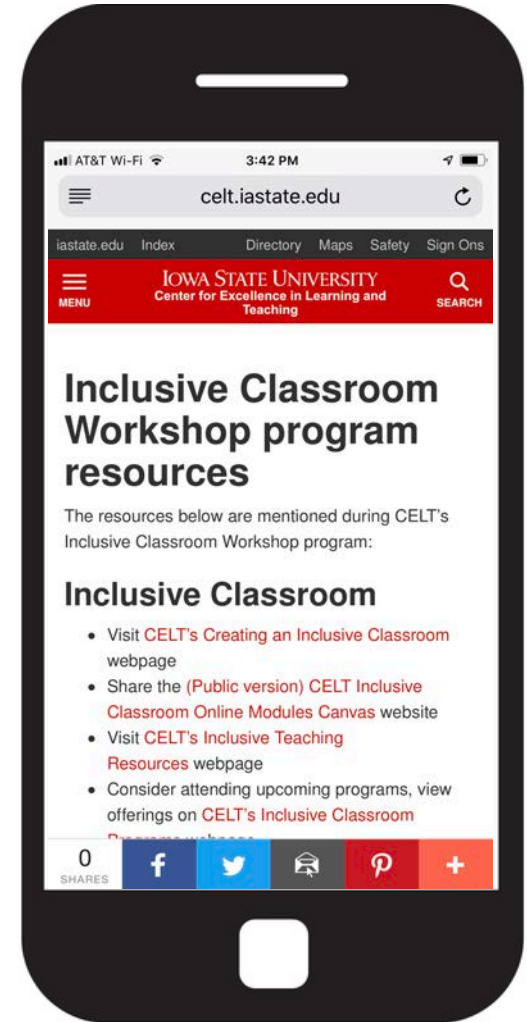 AT&T Wi-Fi 3:42 PM
celt.iastate.edu
iastate.edu Index Directory Maps Safety Sign Ons
MENU
IOWA STATE UNIVERSITY
Center for Excellence in Learning and
Teaching
SEARCH
Inclusive Classroom
Workshop program
resources
The resources below are mentioned during CELT's
Inclusive Classroom Workshop program:
Inclusive Classroom
• Visit CELT's Creating an Inclusive Classroom
webpage
• Share the (Public version) CELT Inclusive
Classroom Online Modules Canvas website
• Visit CELT's Inclusive Teaching
Resources webpage
• Consider attending upcoming programs, view
offerings on CELT's Inclusive Classroom
Programs webpage
0
SHARES